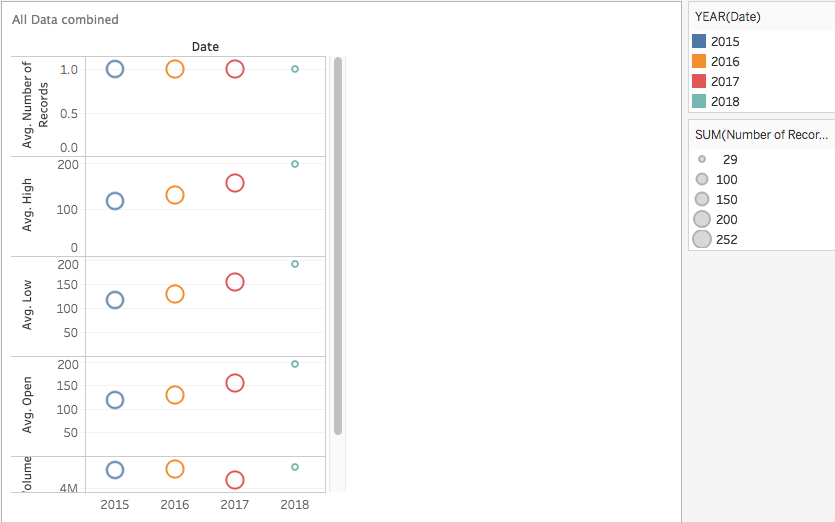 All Data combined
Date
Avg. Number of
Records
1.0
0.5
0.0
Avg. High
200
100
0
Avg. Low
200
150
100
50
Avg. Open
200
150
100
50
4M
2015 2016 2017 2018
YEAR(Date)
2015
2016
2017
2018
SUM(Number of Recor...
29
100
150
200
252